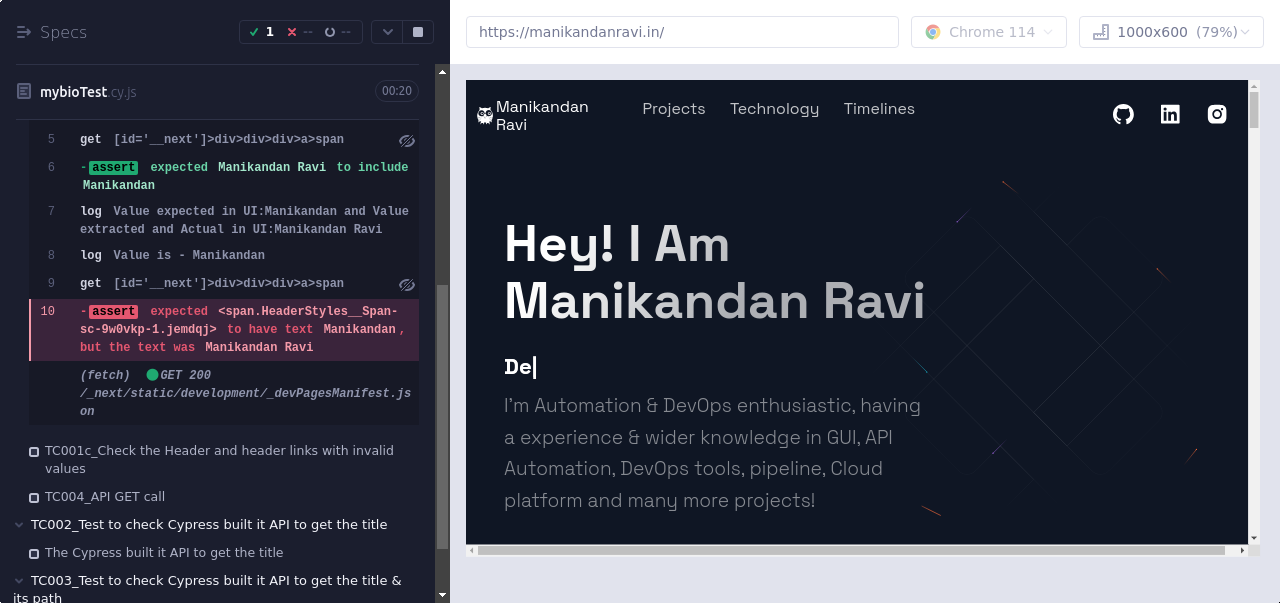 Specs
1 -- --
mybioTest.cy.js 00:20
5 get [id='__next']>div>div>div>a>span
6 -assert expected Manikandan Ravi to include
Manikandan
7 log Value expected in UI:Manikandan and Value
extracted and Actual in UI:Manikandan Ravi
8 log Value is - Manikandan
9 get [id='__next']>div>div>div>a>span
10 -assert expected <span.HeaderStyles__Span-
sc-9w0vkp-1.jemdqj> to have text Manikandan,
but the text was Manikandan Ravi
(fetch) GET 200
/_next/static/development/_devPagesManifest.js
on
TC001c_Check the Header and header links with invalid
values
TC004_API GET call
TC002_Test to check Cypress built it API to get the title
The Cypress built it API to get the title
TC003_Test to check Cypress built it API to get the title &
its path
https://manikandanravi.in/
Chrome 114
1000x600 (79%)
Manikandan
Ravi
Projects Technology Timelines
Hey! I Am
Manikandan Ravi
De|
I'm Automation & DevOps enthusiastic, having
a experience & wider knowledge in GUI, API
Automation, DevOps tools, pipeline, Cloud
platform and many more projects!